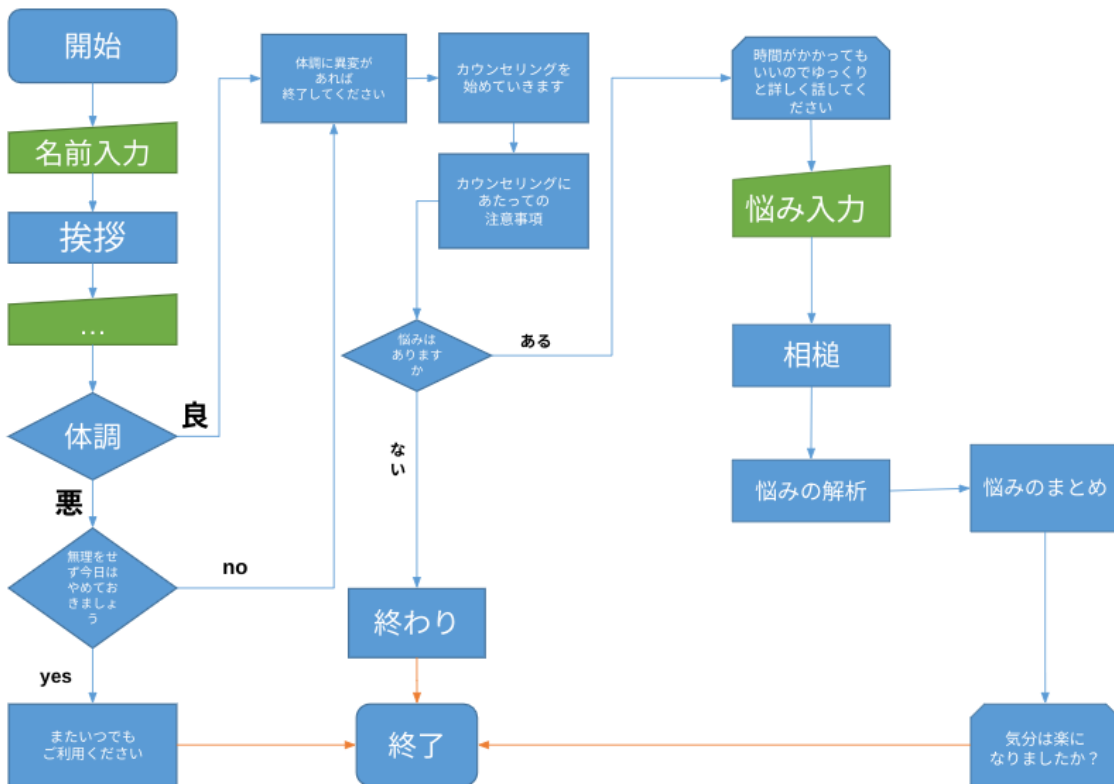 開始
名前入力
挨拶
...
体調
良
悪
無理をせ
ず今日は
やめてお
きましょ
う
no
yes
またいつでも
ご利用ください
体調に異変が
あれば
終了してください
カウンセリングを
始めていきます
カウンセリングに
あたっての
注意事項
悩みは
あります
か
ある
な
い
終わり
終了
時間がかかっても
いいのでゆっくり
と詳しく話してく
ださい
悩み入力
相槌
悩みの解析
悩みのまとめ
気分は楽に
なりましたか？